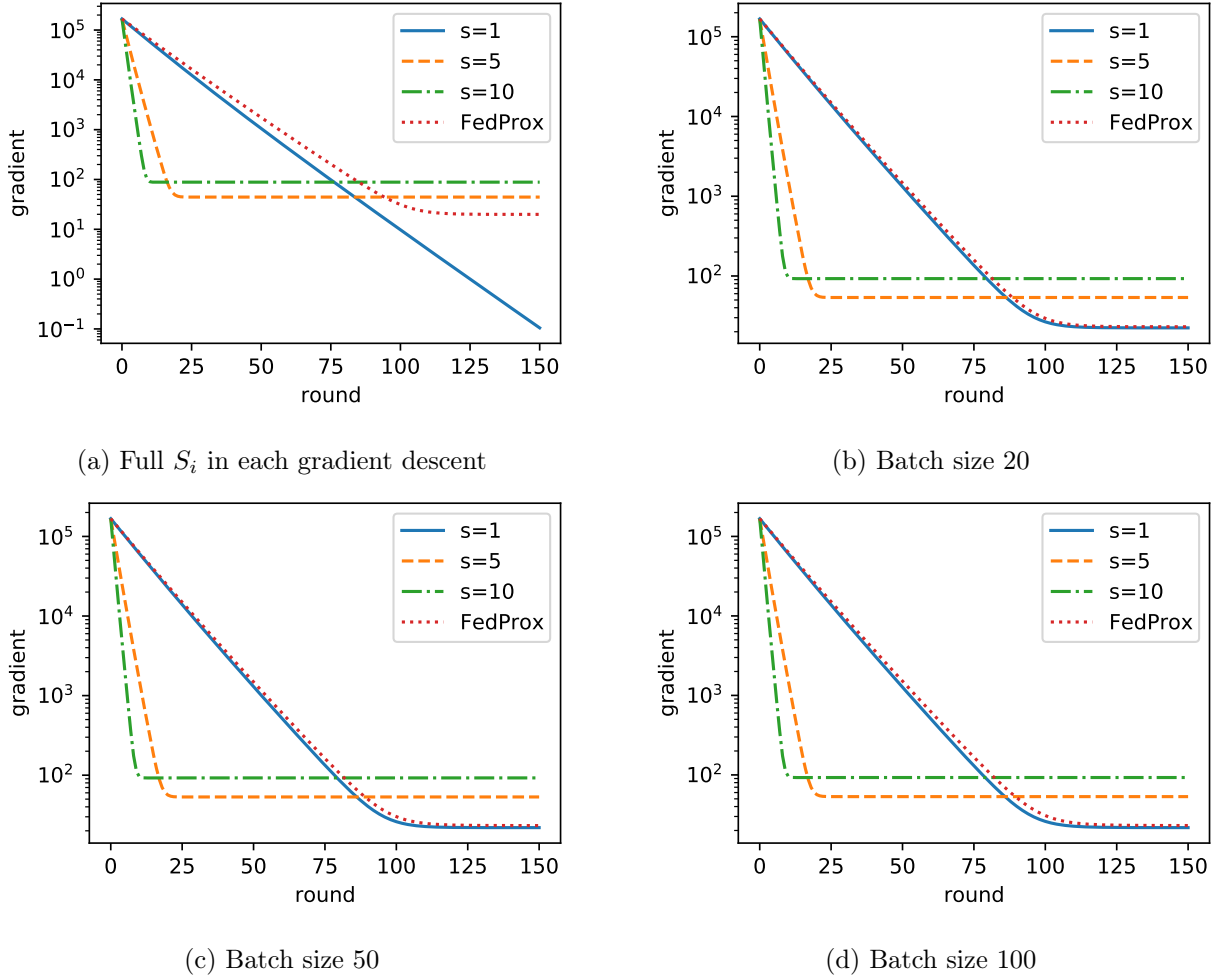 10^5
10^4
10^3
10^2
10^1
10^0
10^{-1}
gradient
0 25 50 75 100 125 150
round
s=1
s=5
s=10
FedProx
(a) Full S_i in each gradient descent
10^5
10^4
10^3
10^2
gradient
0 25 50 75 100 125 150
round
s=1
s=5
s=10
FedProx
(b) Batch size 20
10^5
10^4
10^3
10^2
gradient
0 25 50 75 100 125 150
round
s=1
s=5
s=10
FedProx
(c) Batch size 50
10^5
10^4
10^3
10^2
gradient
0 25 50 75 100 125 150
round
s=1
s=5
s=10
FedProx
(d) Batch size 100